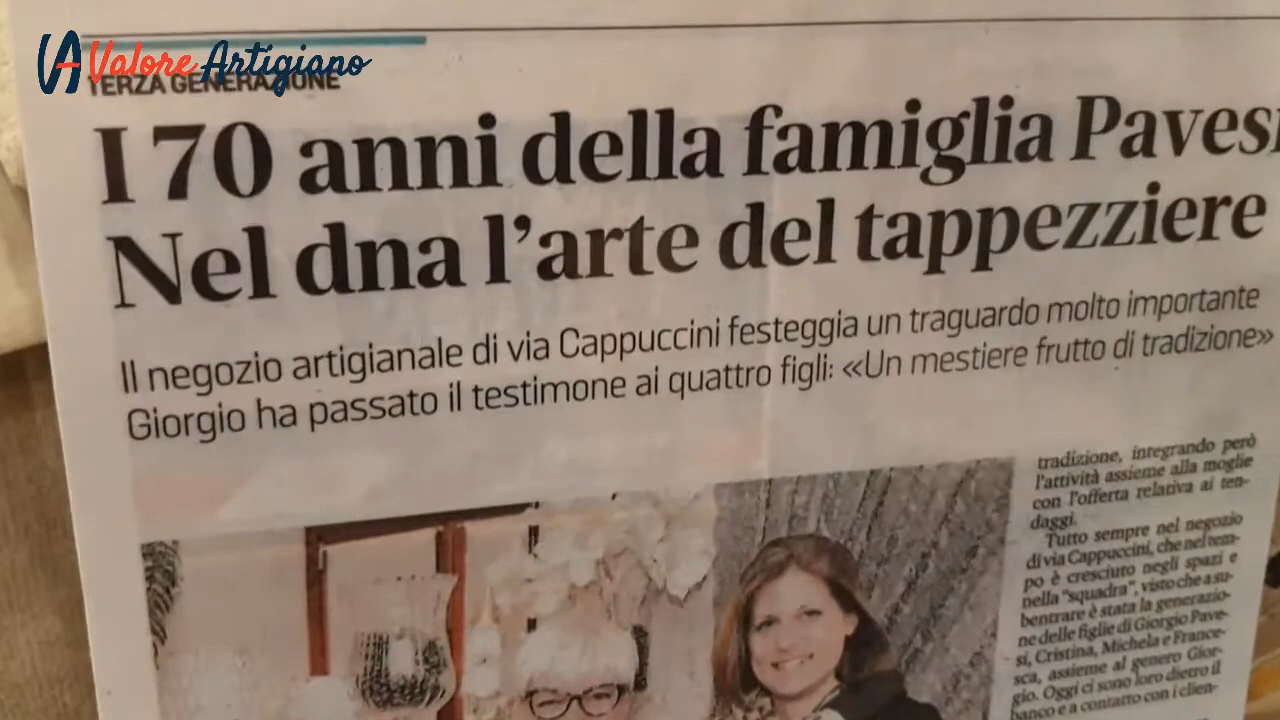 VA Valore Artigiano
TERZA GENERAZIONE
I 70 anni della famiglia Pavesi
Nel dna l'arte del tappezziere
Il negozio artigianale di via Cappuccini festeggia un traguardo molto importante
Giorgio ha passato il testimone ai quattro figli: «Un mestiere frutto di tradizione»
tradizione, integrando però
l'attività assieme alla moglie
con l'offerta relativa ai ten-
daggi.
Tutto sempre nel negozio
di via Cappuccini, che nel tem-
po è cresciuto negli spazi e
nella "squadra", visto che a su-
bentrare è stata la generazio-
ne delle figlie di Giorgio Pave-
si, Cristina, Michela e France-
sca, assieme al genero Gior-
gio. Oggi ci sono loro dietro il
banco e a contatto con i clien-